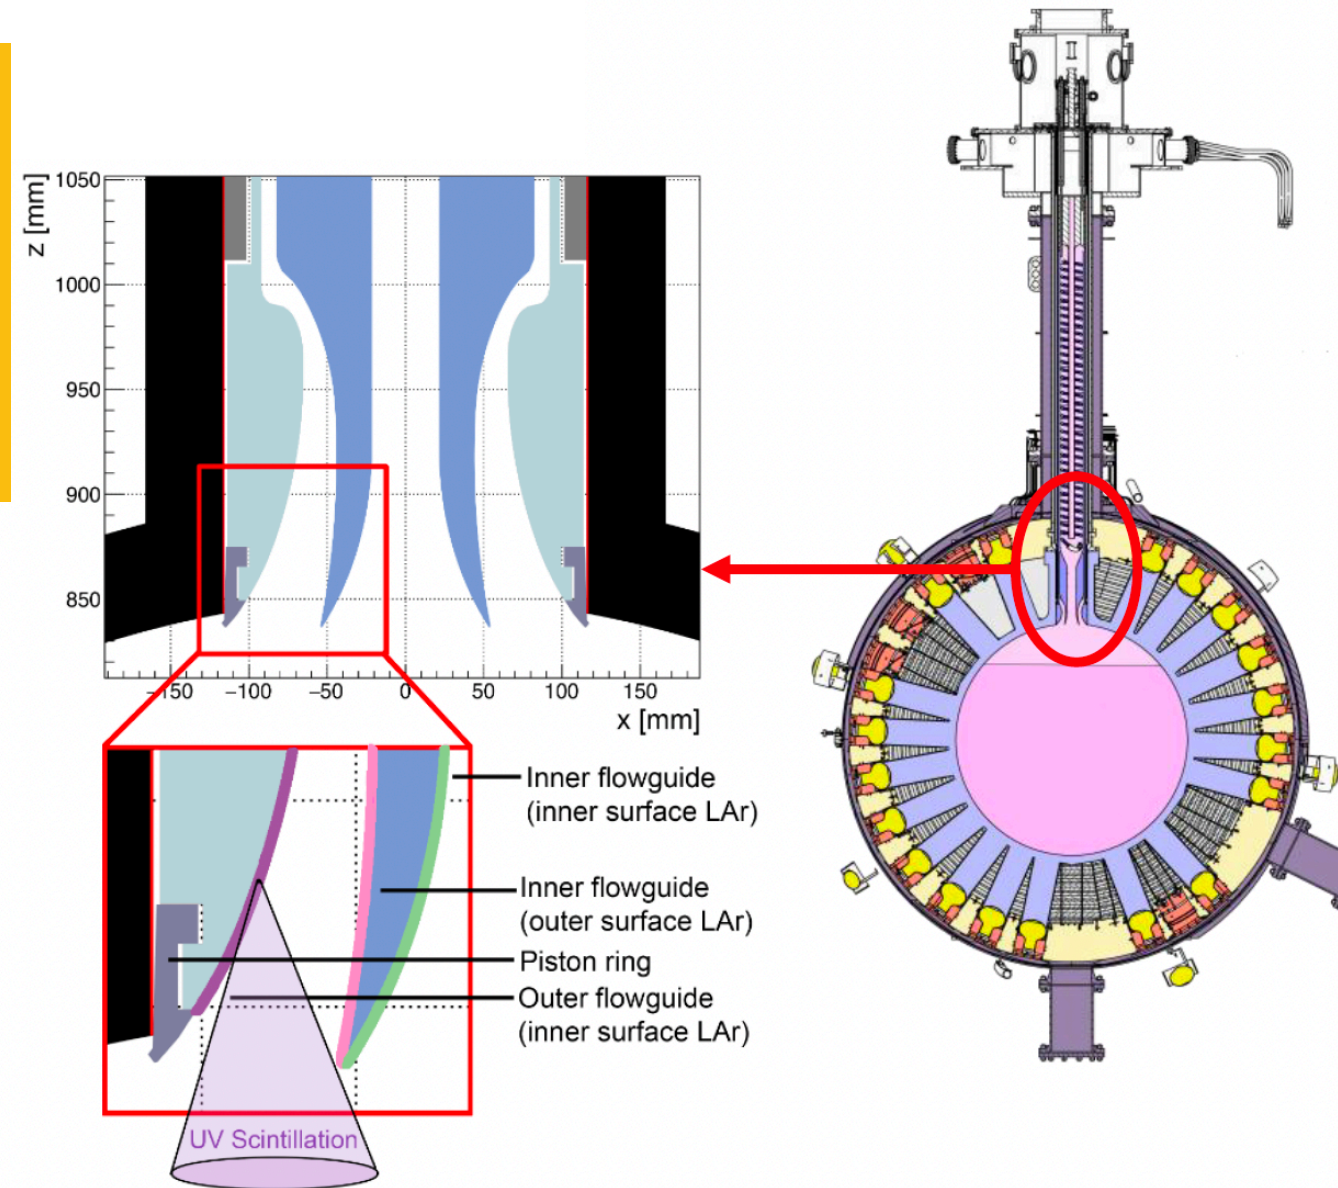 z [mm]
1050
1000
950
900
850
−150
−100
−50
0
50
100
150
x [mm]
Inner flowguide
(inner surface LAr)
Inner flowguide
(outer surface LAr)
Piston ring
Outer flowguide
(inner surface LAr)
UV Scintillation